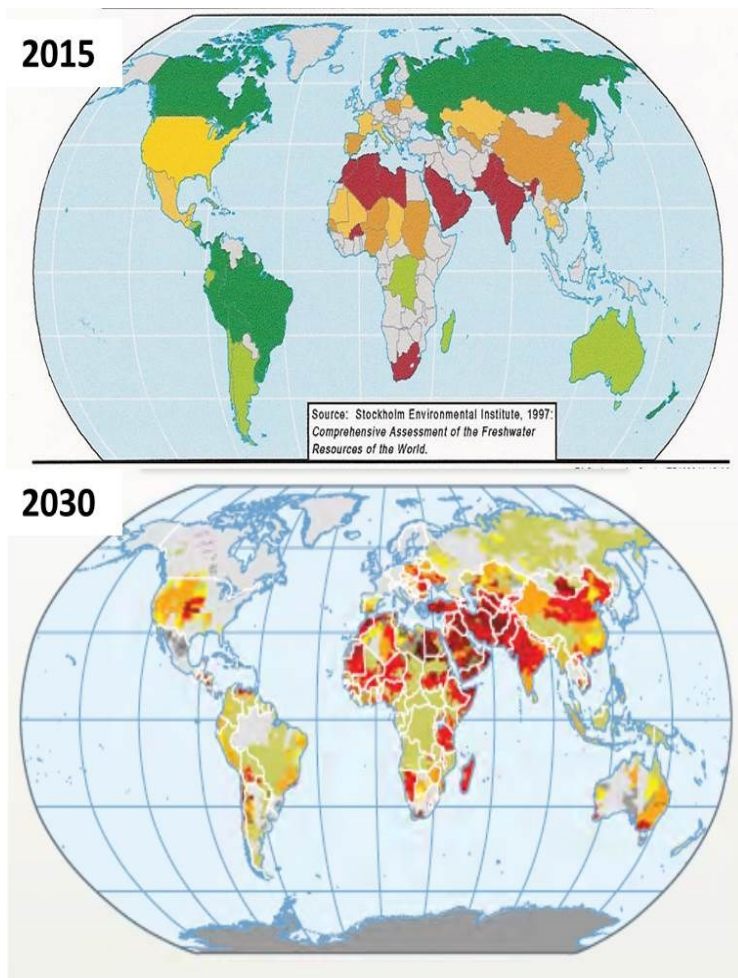 2015
Source: Stockholm Environmental Institute, 1997:
Comprehensive Assessment of the Freshwater
Resources of the World.
2030